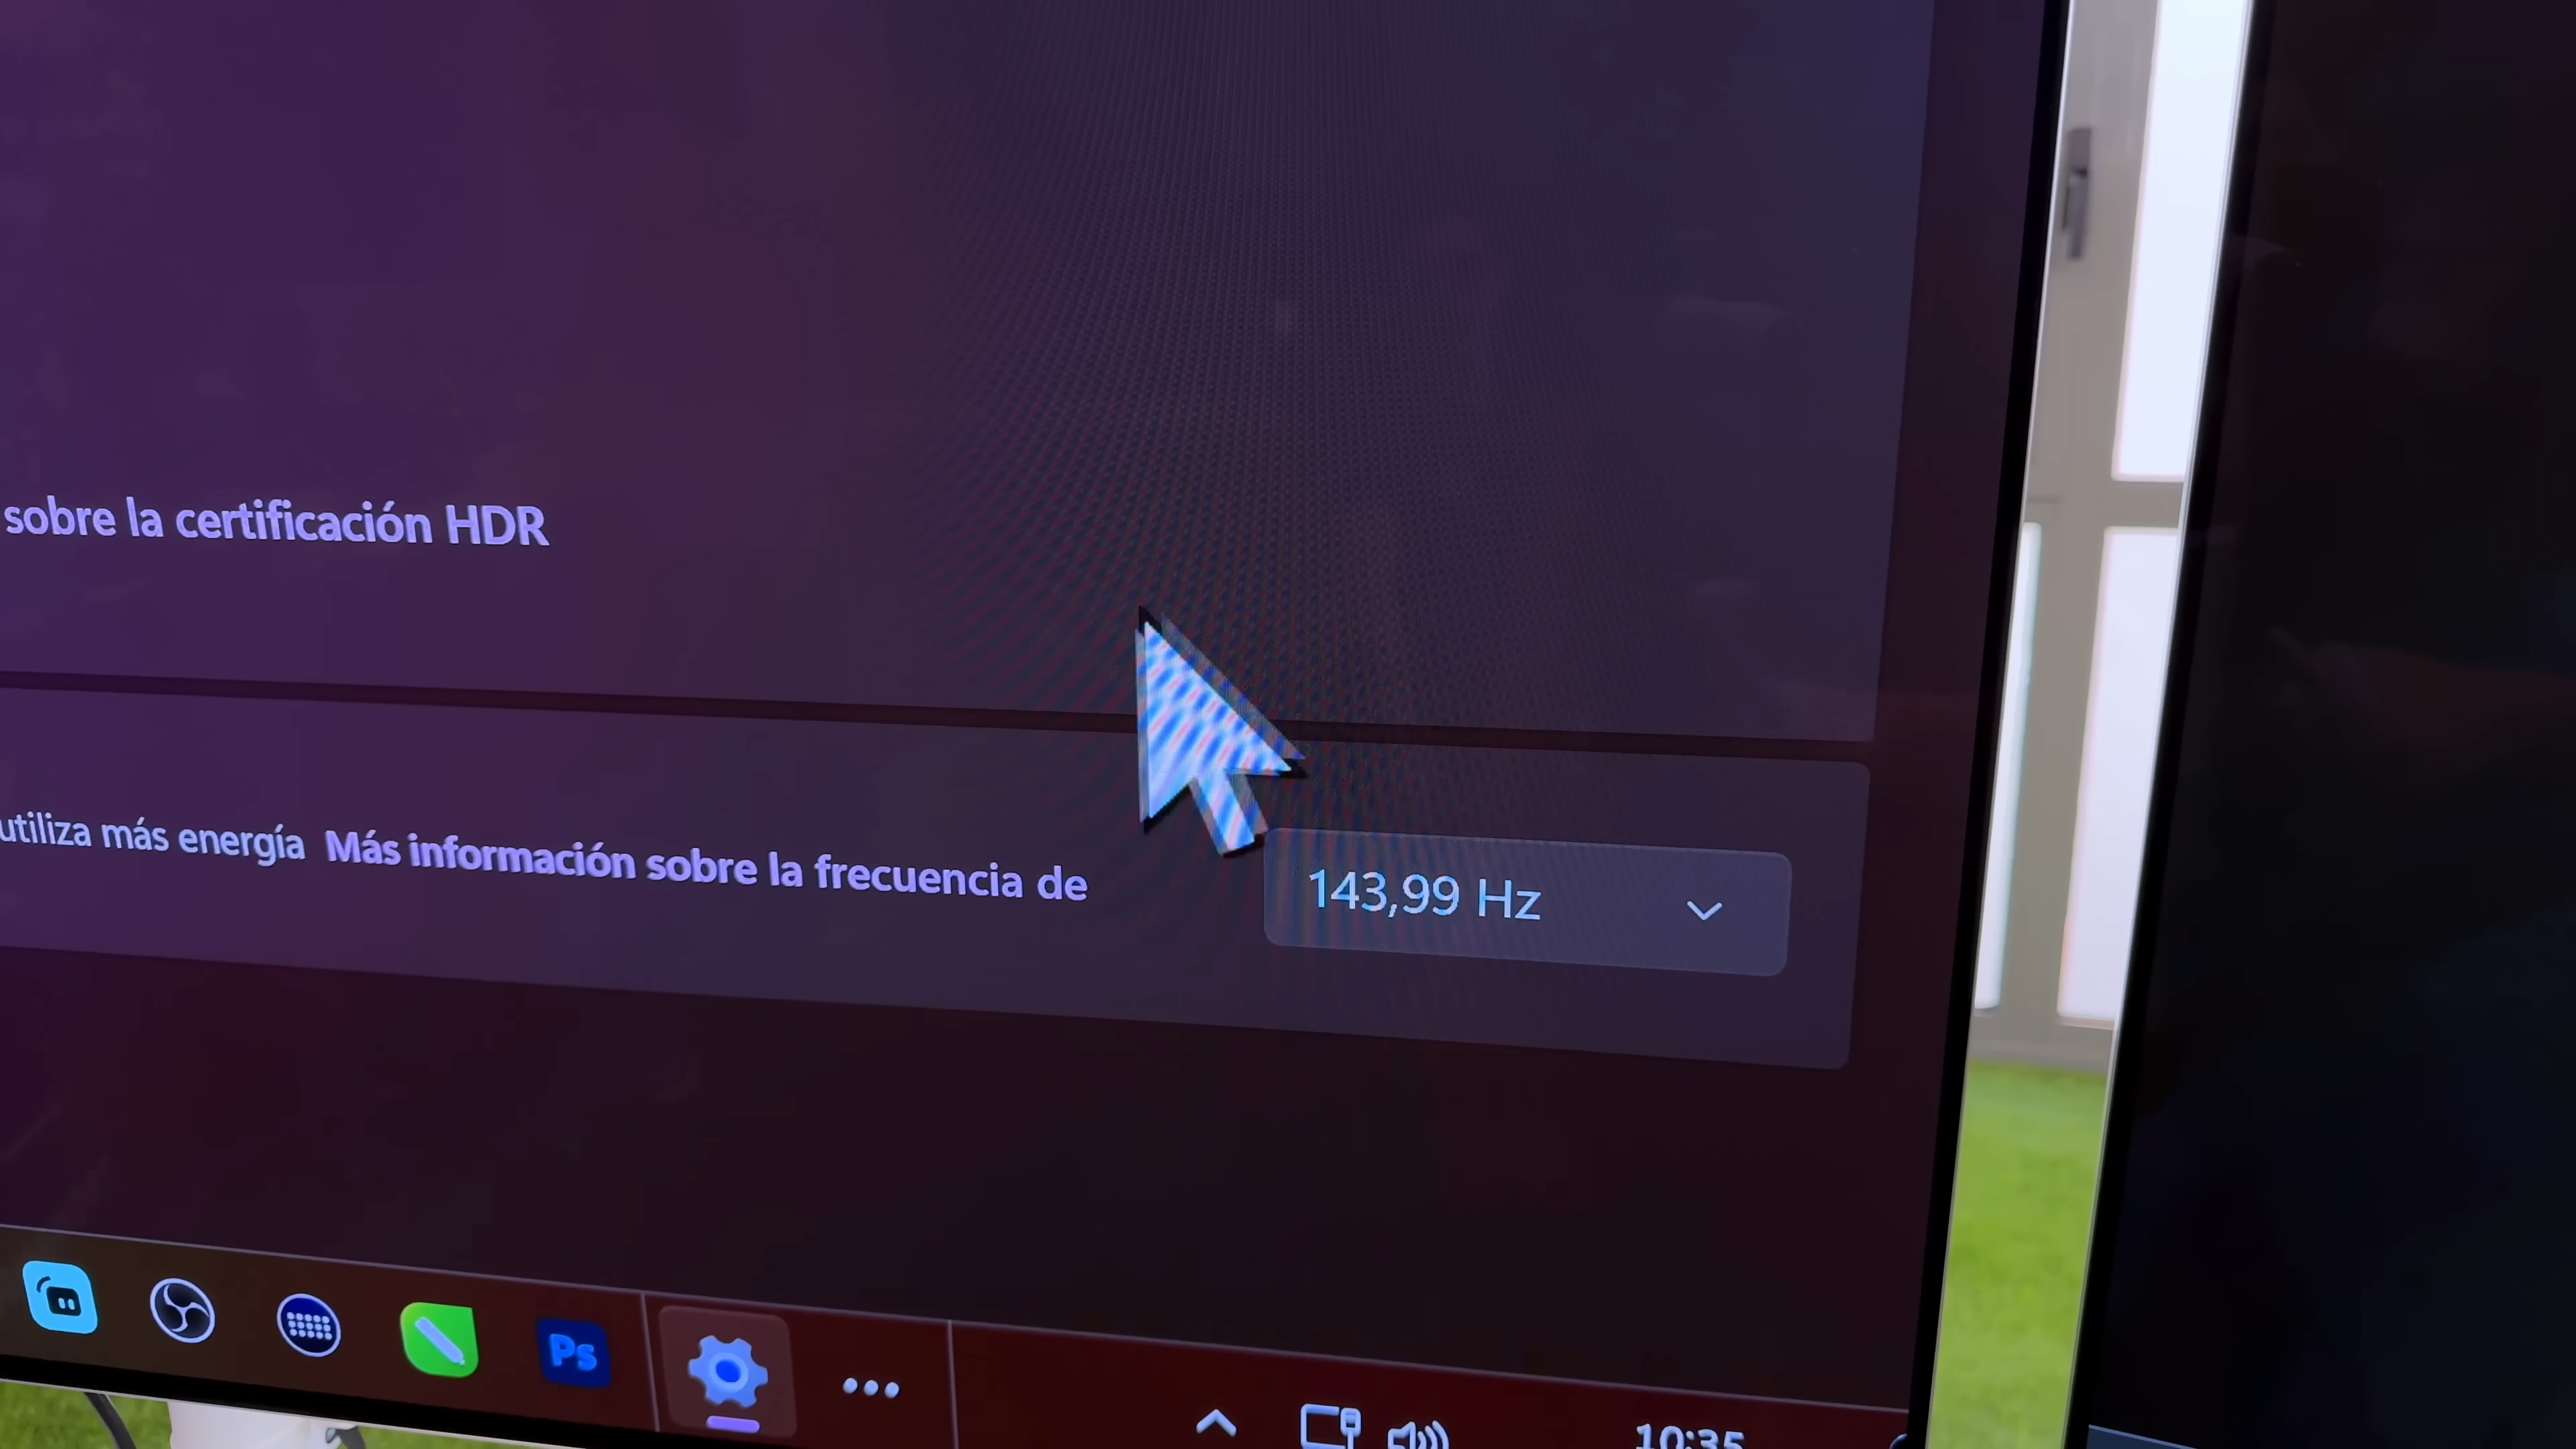 sobre la certificación HDR
utiliza más energía Más información sobre la frecuencia de
143,99 Hz
Ps
10:35